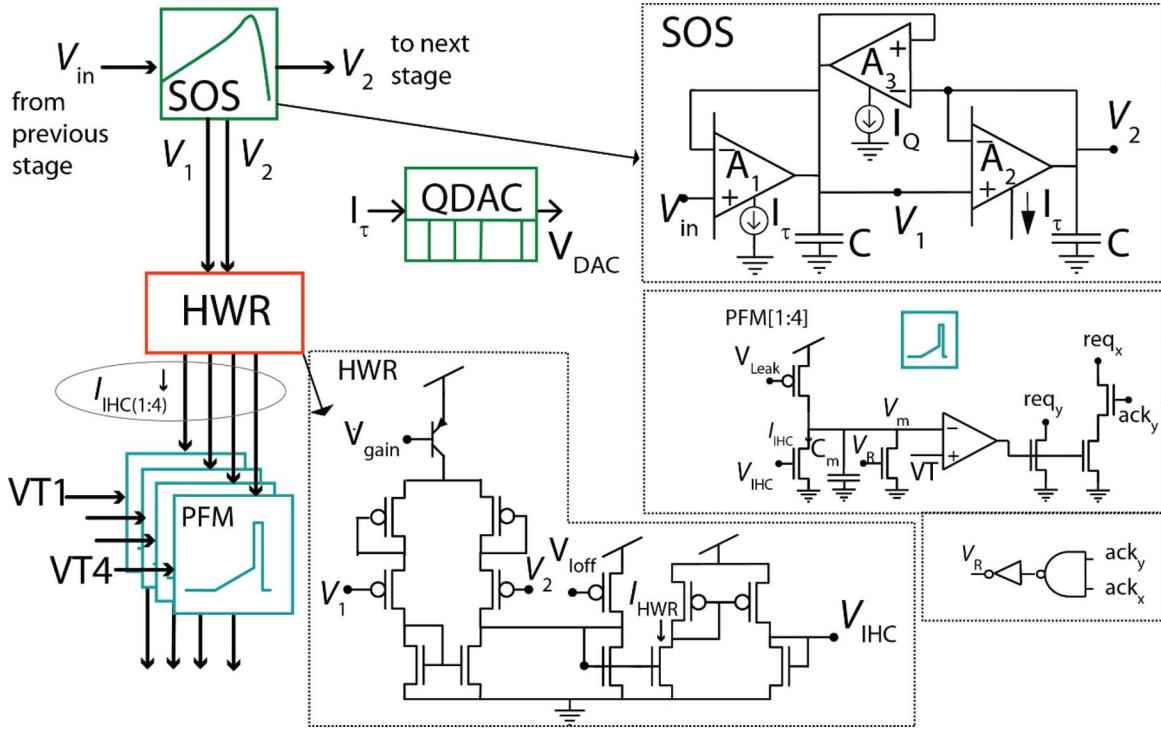 V_in
from
previous
stage
SOS
V_2
to next
stage
V_1
V_2
I_τ
QDAC
V_DAC
HWR
I_IHC(1:4)
VT1
VT4
PFM
SOS
A_3
+
−
I_Q
V_2
−
A_1
+
V_in
I_τ
C
V_1
−
A_2
+
I_τ
C
PFM[1:4]
V_Leak
req_x
ack_y
req_y
V_m
I_IHC
C_m
V_R
V_IHC
VT
−
+
V_R
ack_y
ack_x
HWR
V_gain
V_1
V_2
V_loff
I_HWR
V_IHC